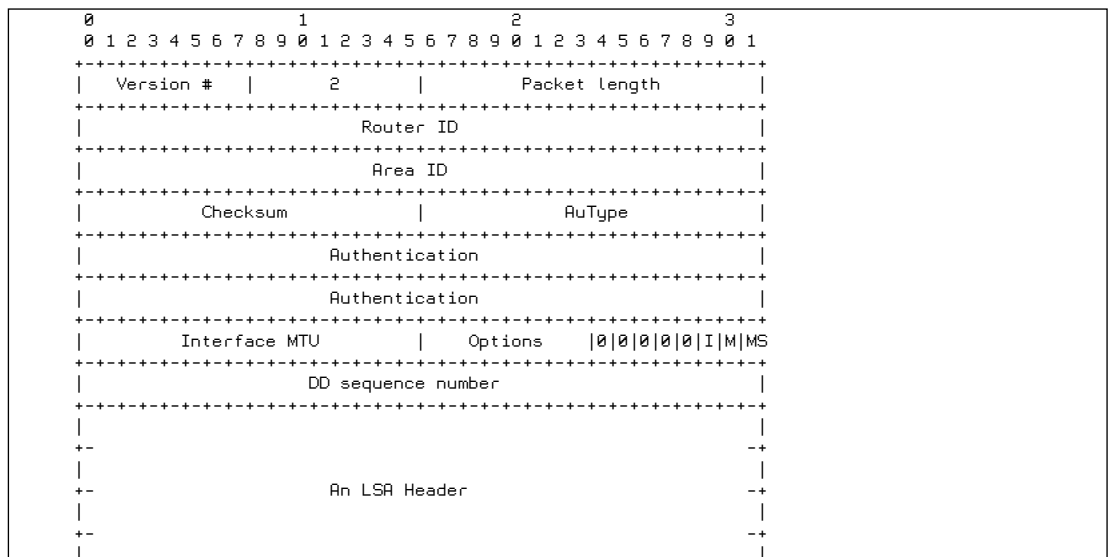 0                   1                   2                   3
0 1 2 3 4 5 6 7 8 9 0 1 2 3 4 5 6 7 8 9 0 1 2 3 4 5 6 7 8 9 0 1
+-+-+-+-+-+-+-+-+-+-+-+-+-+-+-+-+-+-+-+-+-+-+-+-+-+-+-+-+-+-+-+-+
|   Version #   |       2       |         Packet length         |
+-+-+-+-+-+-+-+-+-+-+-+-+-+-+-+-+-+-+-+-+-+-+-+-+-+-+-+-+-+-+-+-+
|                          Router ID                            |
+-+-+-+-+-+-+-+-+-+-+-+-+-+-+-+-+-+-+-+-+-+-+-+-+-+-+-+-+-+-+-+-+
|                           Area ID                             |
+-+-+-+-+-+-+-+-+-+-+-+-+-+-+-+-+-+-+-+-+-+-+-+-+-+-+-+-+-+-+-+-+
|           Checksum            |             AuType            |
+-+-+-+-+-+-+-+-+-+-+-+-+-+-+-+-+-+-+-+-+-+-+-+-+-+-+-+-+-+-+-+-+
|                       Authentication                          |
+-+-+-+-+-+-+-+-+-+-+-+-+-+-+-+-+-+-+-+-+-+-+-+-+-+-+-+-+-+-+-+-+
|                       Authentication                          |
+-+-+-+-+-+-+-+-+-+-+-+-+-+-+-+-+-+-+-+-+-+-+-+-+-+-+-+-+-+-+-+-+
|         Interface MTU         |    Options    |0|0|0|0|0|I|M|MS
+-+-+-+-+-+-+-+-+-+-+-+-+-+-+-+-+-+-+-+-+-+-+-+-+-+-+-+-+-+-+-+-+
|                     DD sequence number                        |
+-+-+-+-+-+-+-+-+-+-+-+-+-+-+-+-+-+-+-+-+-+-+-+-+-+-+-+-+-+-+-+-+
|                                                               |
+-                                                             -+
|                                                               |
+-                      An LSA Header                          -+
|                                                               |
+-                                                             -+
|                                                               |